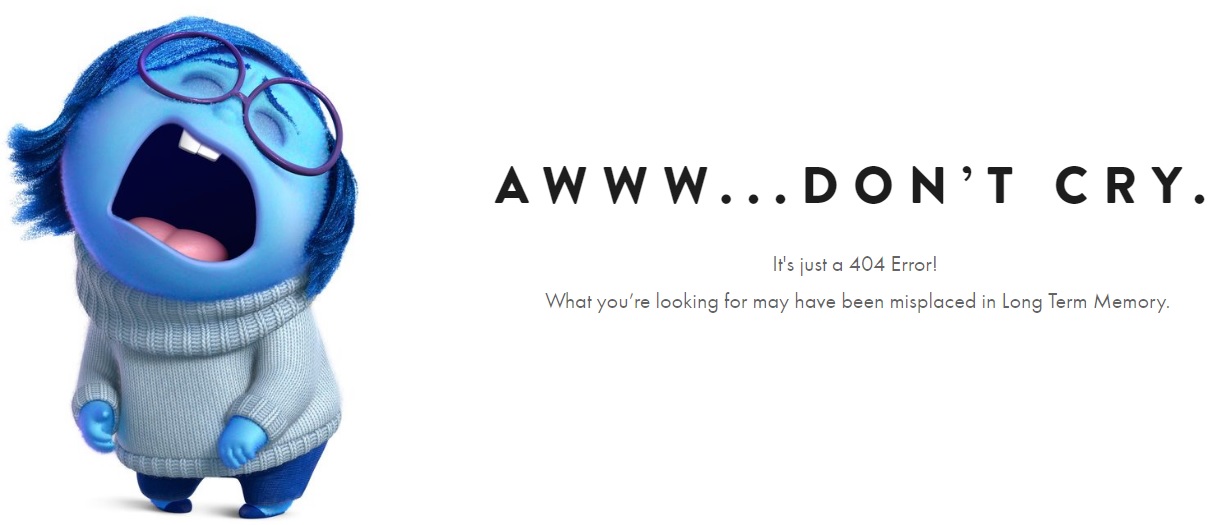 AWWW...DON’T CRY.
It's just a 404 Error!
What you’re looking for may have been misplaced in Long Term Memory.